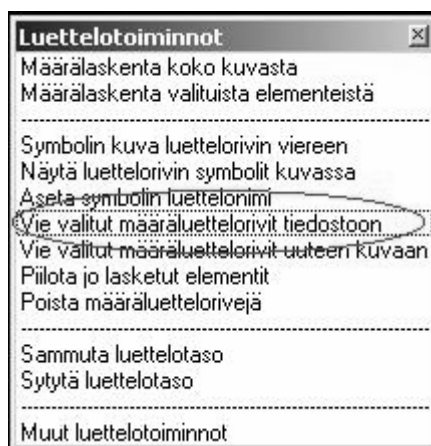 Luettelotoiminnot
Määrälaskenta koko kuvasta
Määrälaskenta valituista elementeistä
Symbolin kuva luettelorivin viereen
Näytä luettelorivin symbolit kuvassa
Aseta symbolin luettelonimi
Vie valitut määräluettelorivit tiedostoon
Vie valitut määräluettelorivit uuteen kuvaan
Piilota jo lasketut elementit
Poista määräluettelorivejä
Sammuta luettelotaso
Sytytä luettelotaso
Muut luettelotoiminnot